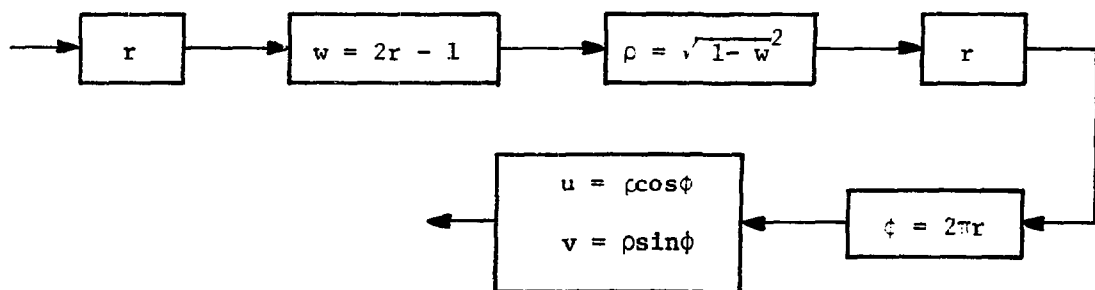 r
w = 2r - 1
ρ = √1- w²
r
ϕ = 2πr
u = ρcosϕ
v = ρsinϕ